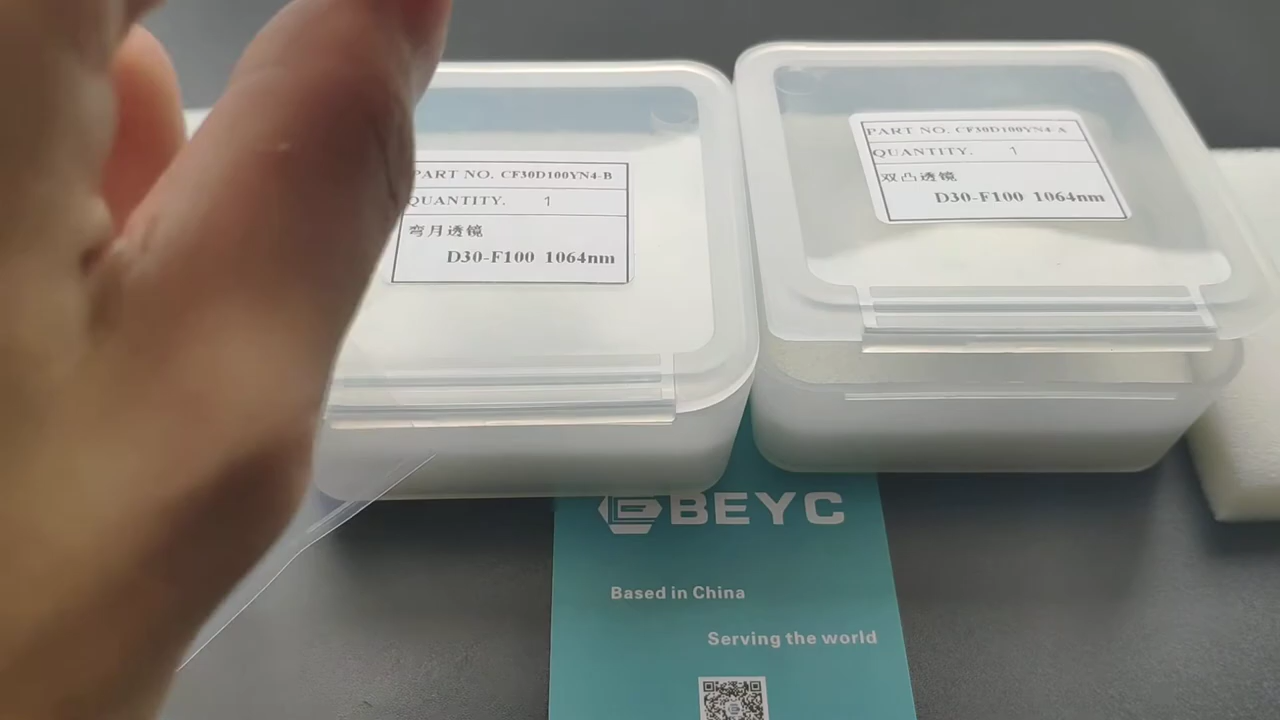 PART NO. CF30D100YN4-B
QUANTITY. 1
弯月透镜
D30-F100 1064nm
PART NO. CF30D100YN4-A
QUANTITY. 1
双凸透镜
D30-F100 1064nm
BEYC
Based in China
Serving the world